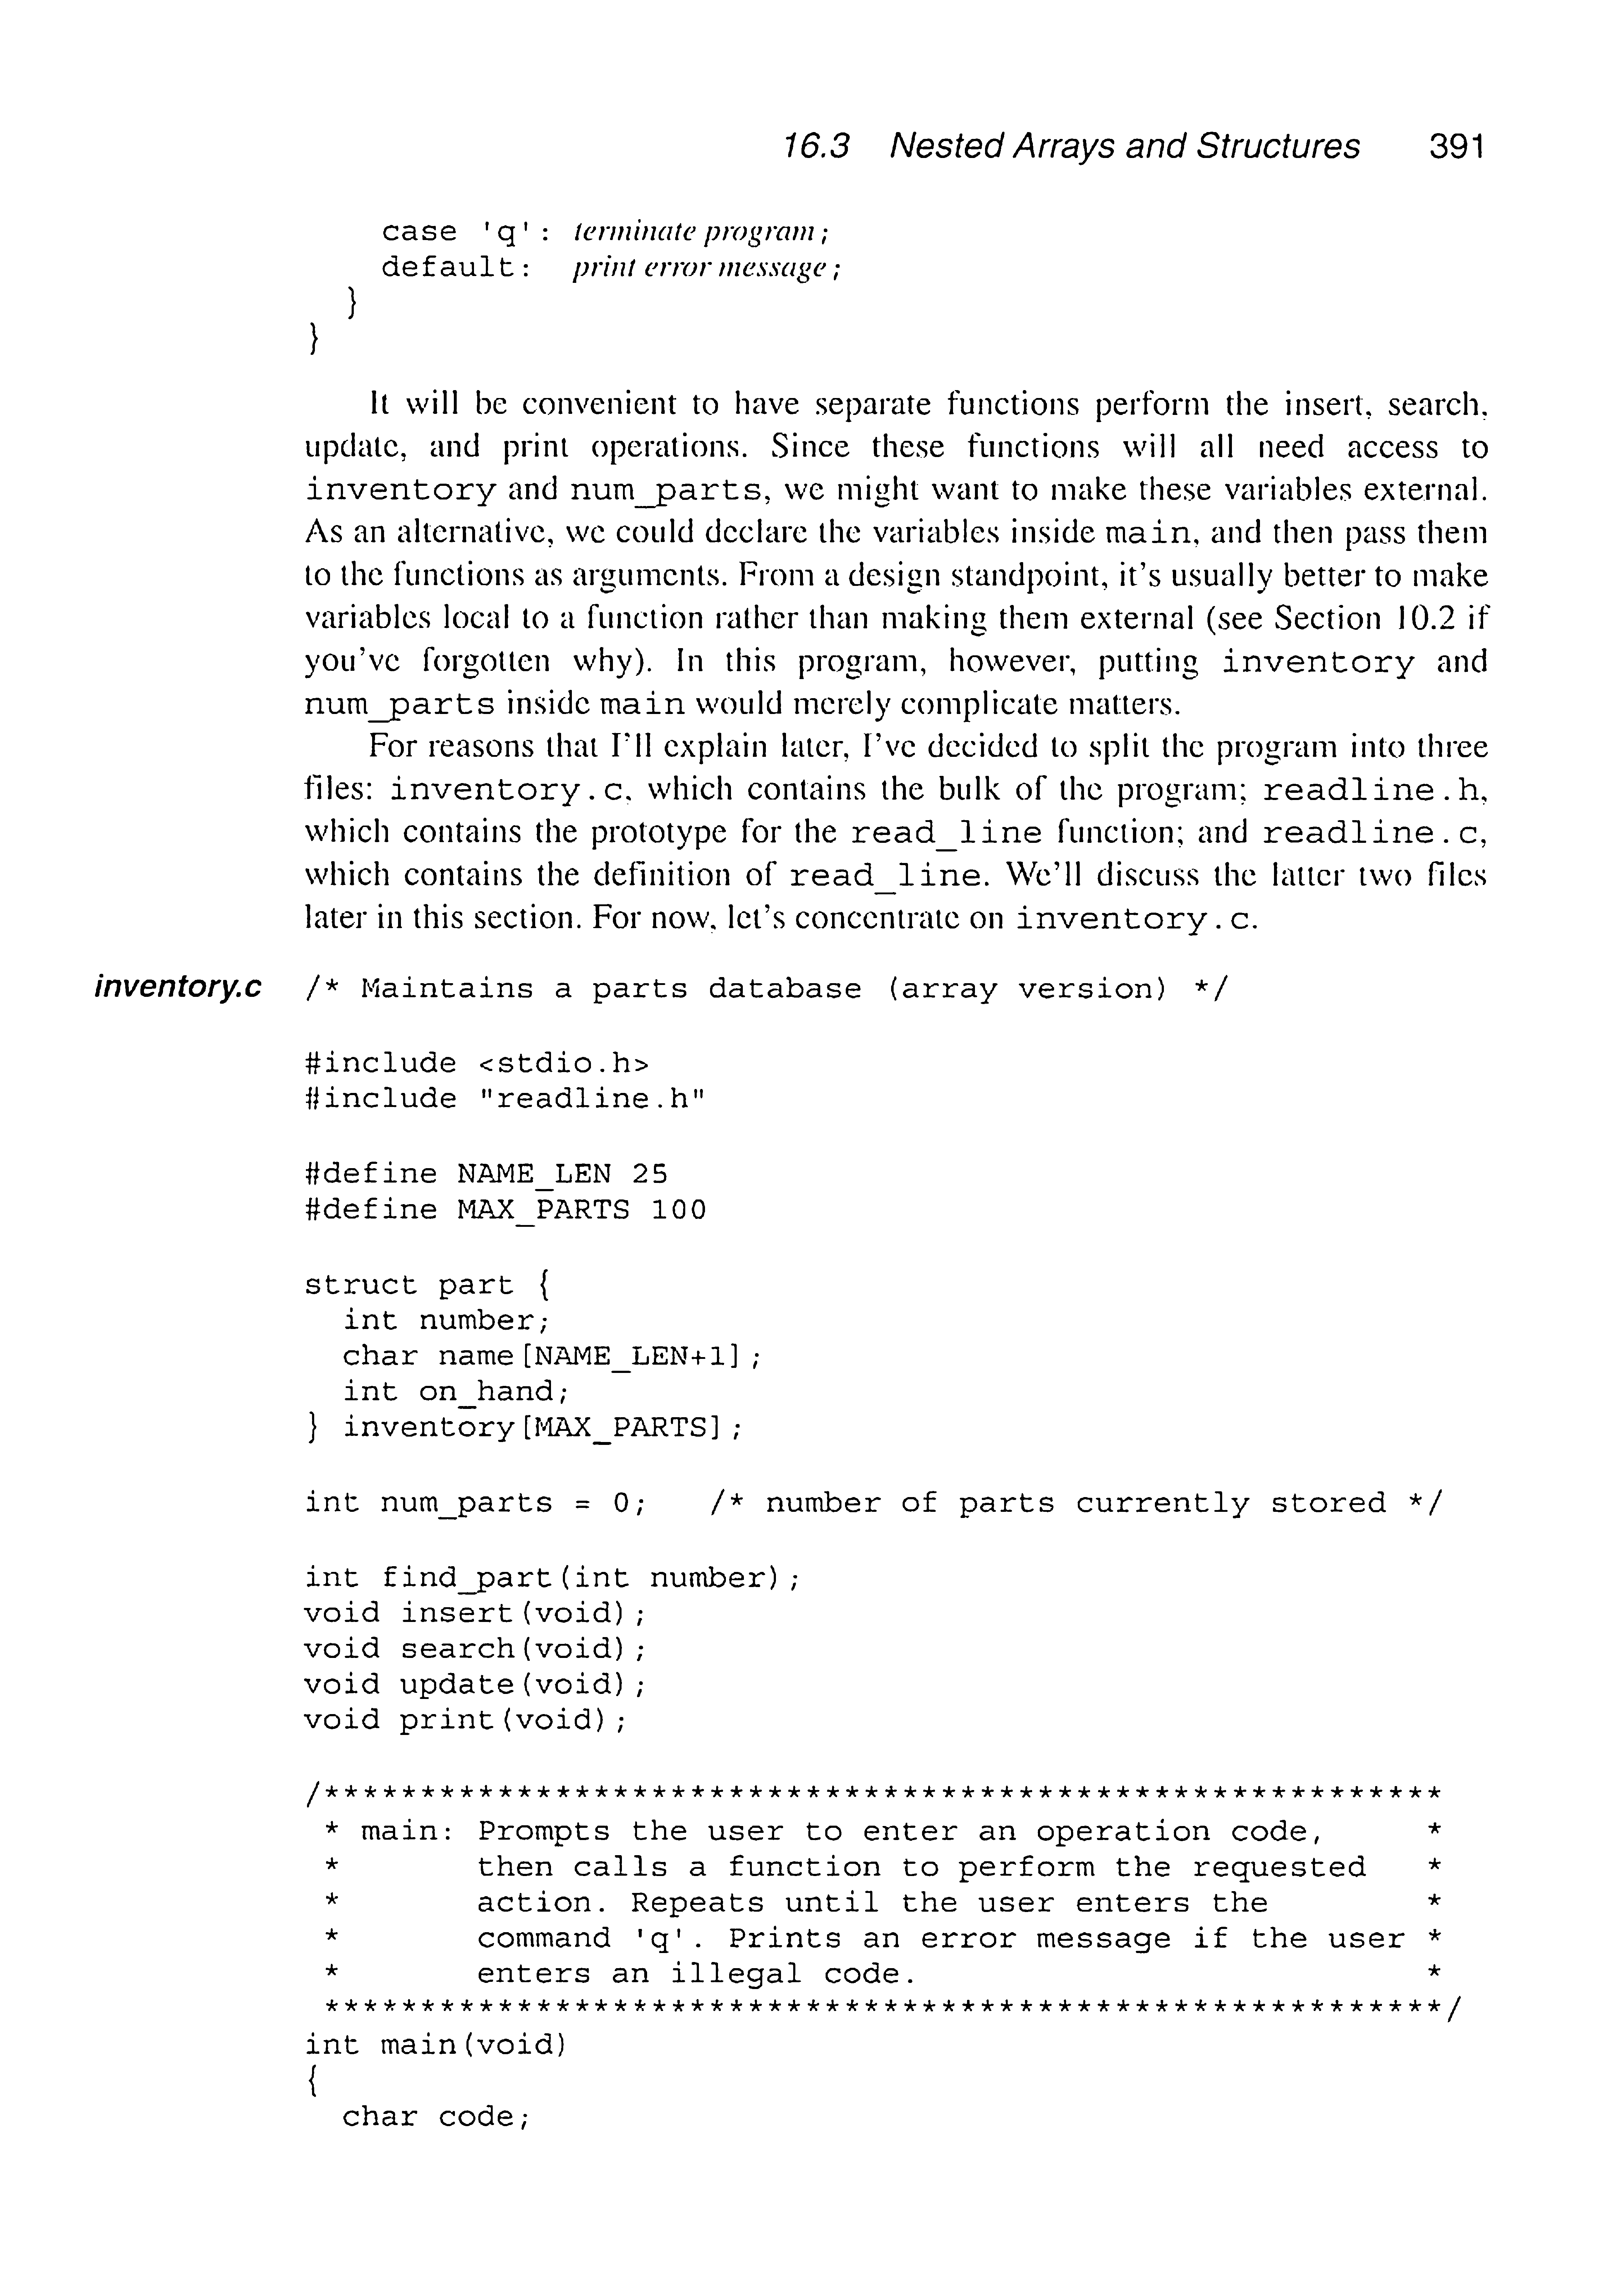 16.3 Nested Arrays and Structures 391
case 'q': terminate program;
default: print error message;
}
}
It will be convenient to have separate functions perform the insert, search,
update, and print operations. Since these functions will all need access to
inventory and num_parts, we might want to make these variables external.
As an alternative, we could declare the variables inside main, and then pass them
to the functions as arguments. From a design standpoint, it's usually better to make
variables local to a function rather than making them external (see Section 10.2 if
you've forgotten why). In this program, however, putting inventory and
num_parts inside main would merely complicate matters.
For reasons that I'll explain later, I've decided to split the program into three
files: inventory.c, which contains the bulk of the program; readline.h,
which contains the prototype for the read_line function; and readline.c,
which contains the definition of read_line. We'll discuss the latter two files
later in this section. For now, let's concentrate on inventory.c.
inventory.c /* Maintains a parts database (array version) */
#include <stdio.h>
#include "readline.h"
#define NAME_LEN 25
#define MAX_PARTS 100
struct part {
int number;
char name[NAME_LEN+1];
int on_hand;
} inventory[MAX_PARTS];
int num_parts = 0; /* number of parts currently stored */
int find_part(int number);
void insert(void);
void search(void);
void update(void);
void print(void);
/**********************************************************
* main: Prompts the user to enter an operation code, *
* then calls a function to perform the requested *
* action. Repeats until the user enters the *
* command 'q'. Prints an error message if the user *
* enters an illegal code. *
**********************************************************/
int main(void)
{
char code;